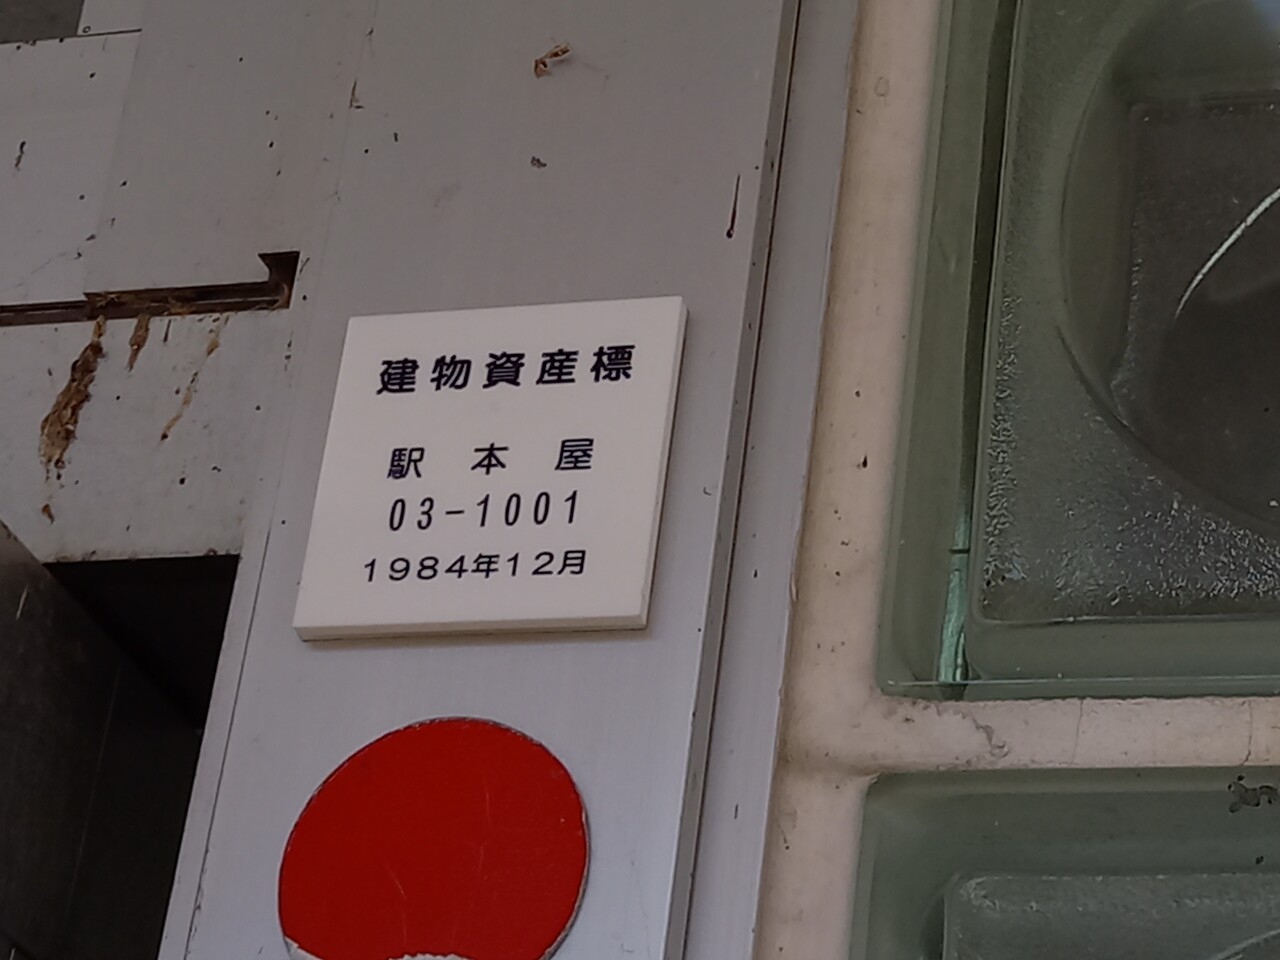 建物資産標
駅 本 屋
03-1001
1984年12月